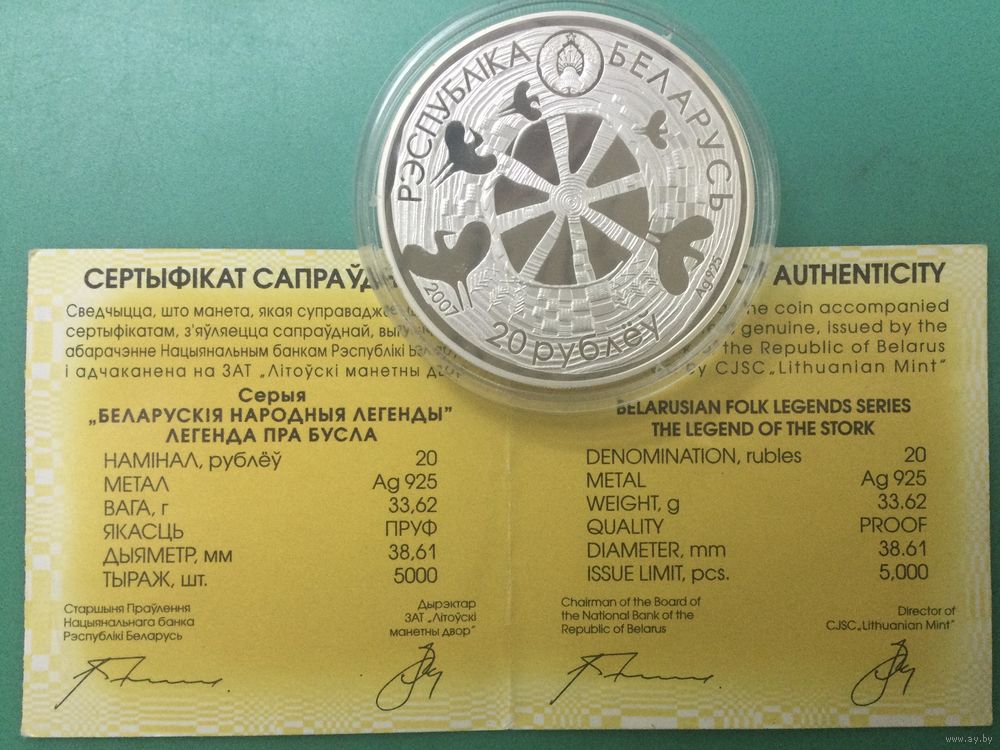 РЭСПУБЛІКА БЕЛАРУСЬ
2007
20 рублёў
Ag 925
СЕРТЫФІКАТ
Сведчыцца, што манета, якая
сертыфікатам, з'яўляецца сапраўднай,
абарачэнне Нацыянальным банкам Рэспублікі
і адчаканена на ЗАТ „Літоўскі манетны
Серыя
„БЕЛАРУСКІЯ НАРОДНЫЯ ЛЕГЕНДЫ”
ЛЕГЕНДА ПРА БУСЛА
НАМІНАЛ, рублёў 20
МЕТАЛ Ag 925
ВАГА, г 33,62
ЯКАСЦЬ ПРУФ
ДЫЯМЕТР, мм 38,61
ТЫРАЖ, шт. 5000
Старшыня Праўлення
Нацыянальнага банка
Рэспублікі Беларусь
Дырэктар
ЗАТ „Літоўскі
манетны двор”
AUTHENTICITY
the coin accompanied
genuine, issued by the
the Republic of Belarus
by CJSC „Lithuanian Mint”
BELARUSIAN FOLK LEGENDS SERIES
THE LEGEND OF THE STORK
DENOMINATION, rubles 20
METAL Ag 925
WEIGHT, g 33.62
QUALITY PROOF
DIAMETER, mm 38.61
ISSUE LIMIT, pcs. 5,000
Chairman of the Board of
the National Bank of the
Republic of Belarus
Director of
CJSC „Lithuanian Mint”
www.ay.by